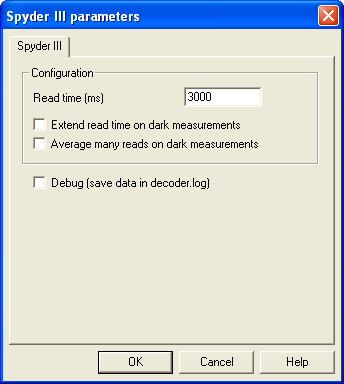 Spyder III parameters
Spyder III
Configuration
Read time (ms) 3000
Extend read time on dark measurements
Average many reads on dark measurements
Debug (save data in decoder.log)
OK Cancel Help